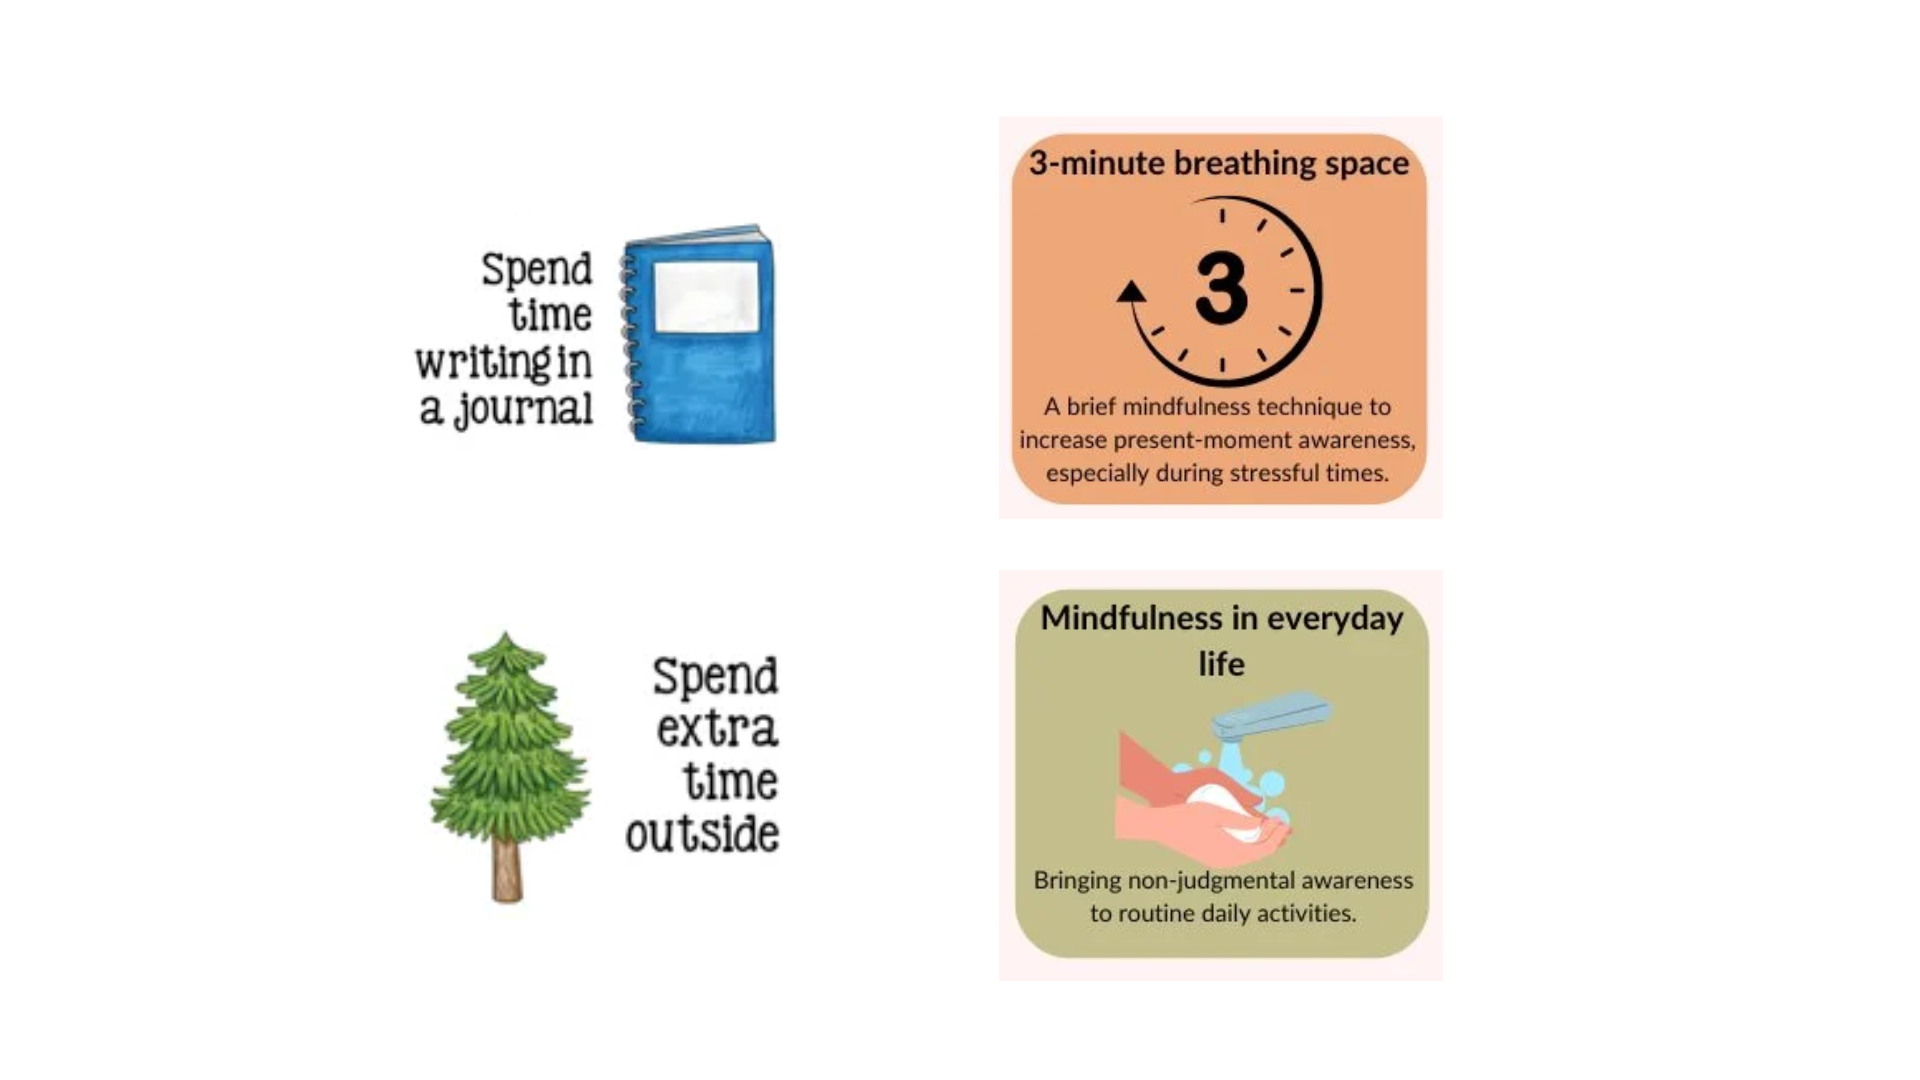 Spend
time
writing in
a journal
3-minute breathing space
3
A brief mindfulness technique to
increase present-moment awareness,
especially during stressful times.
Spend
extra
time
outside
Mindfulness in everyday
life
Bringing non-judgmental awareness
to routine daily activities.